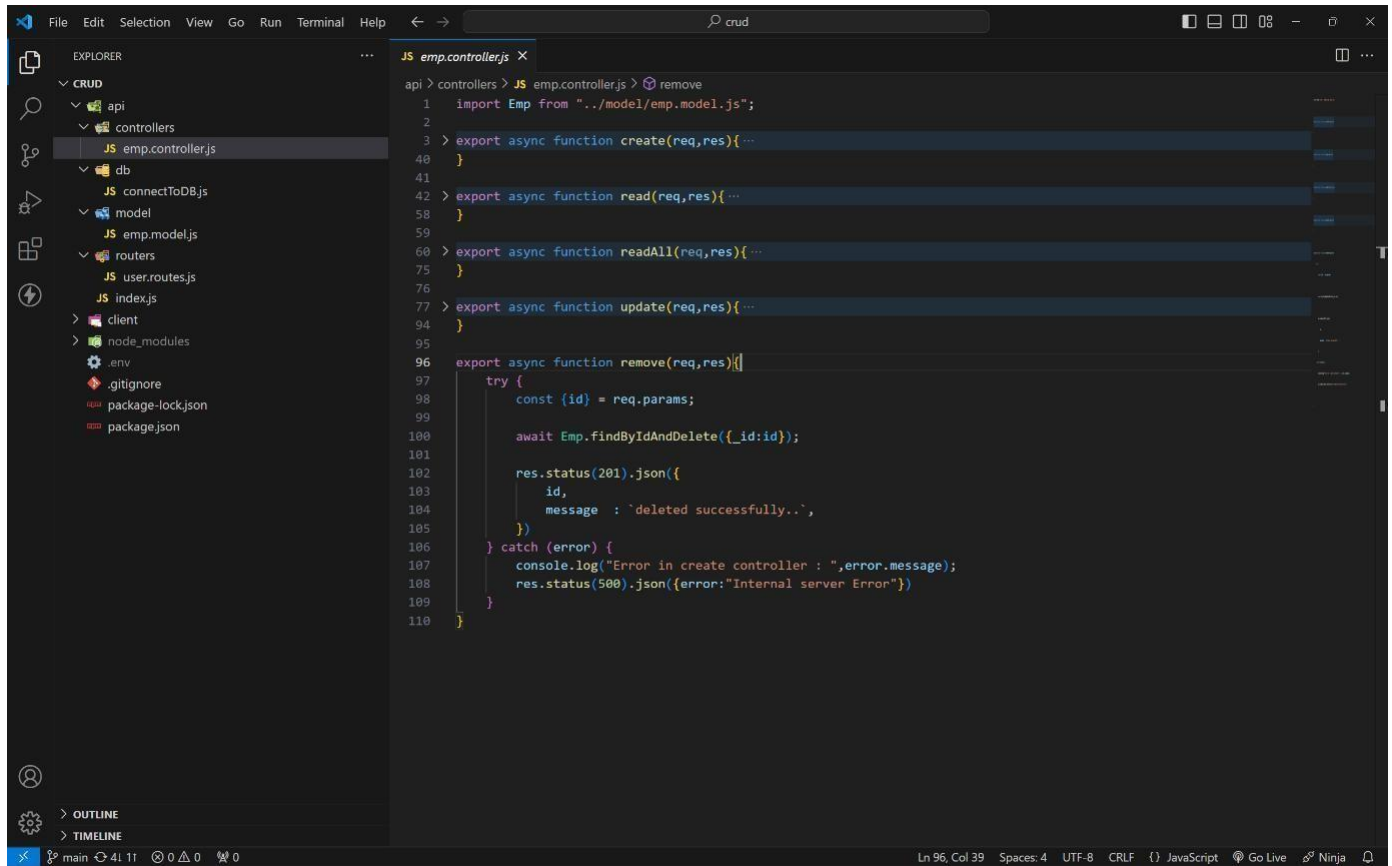 File Edit Selection View Go Run Terminal Help
crud
EXPLORER
CRUD
api
controllers
JS emp.controller.js
db
JS connectToDB.js
model
JS emp.model.js
routers
JS user.routes.js
JS index.js
client
node_modules
.env
.gitignore
package-lock.json
package.json
OUTLINE
TIMELINE
JS emp.controller.js
api > controllers > JS emp.controller.js > remove
1 import Emp from "../model/emp.model.js";
2
3 > export async function create(req,res){ ···
40 }
41
42 > export async function read(req,res){ ···
58 }
59
60 > export async function readAll(req,res){ ···
75 }
76
77 > export async function update(req,res){ ···
94 }
95
96 export async function remove(req,res){
97 try {
98 const {id} = req.params;
99
100 await Emp.findByIdAndDelete({_id:id});
101
102 res.status(201).json({
103 id,
104 message  : `deleted successfully..`,
105 })
106 } catch (error) {
107 console.log("Error in create controller : ",error.message);
108 res.status(500).json({error:"Internal server Error"})
109 }
110 }
main 4↓ 1↑ 0 0 0 Ln 96, Col 39 Spaces: 4 UTF-8 CRLF {} JavaScript Go Live Ninja